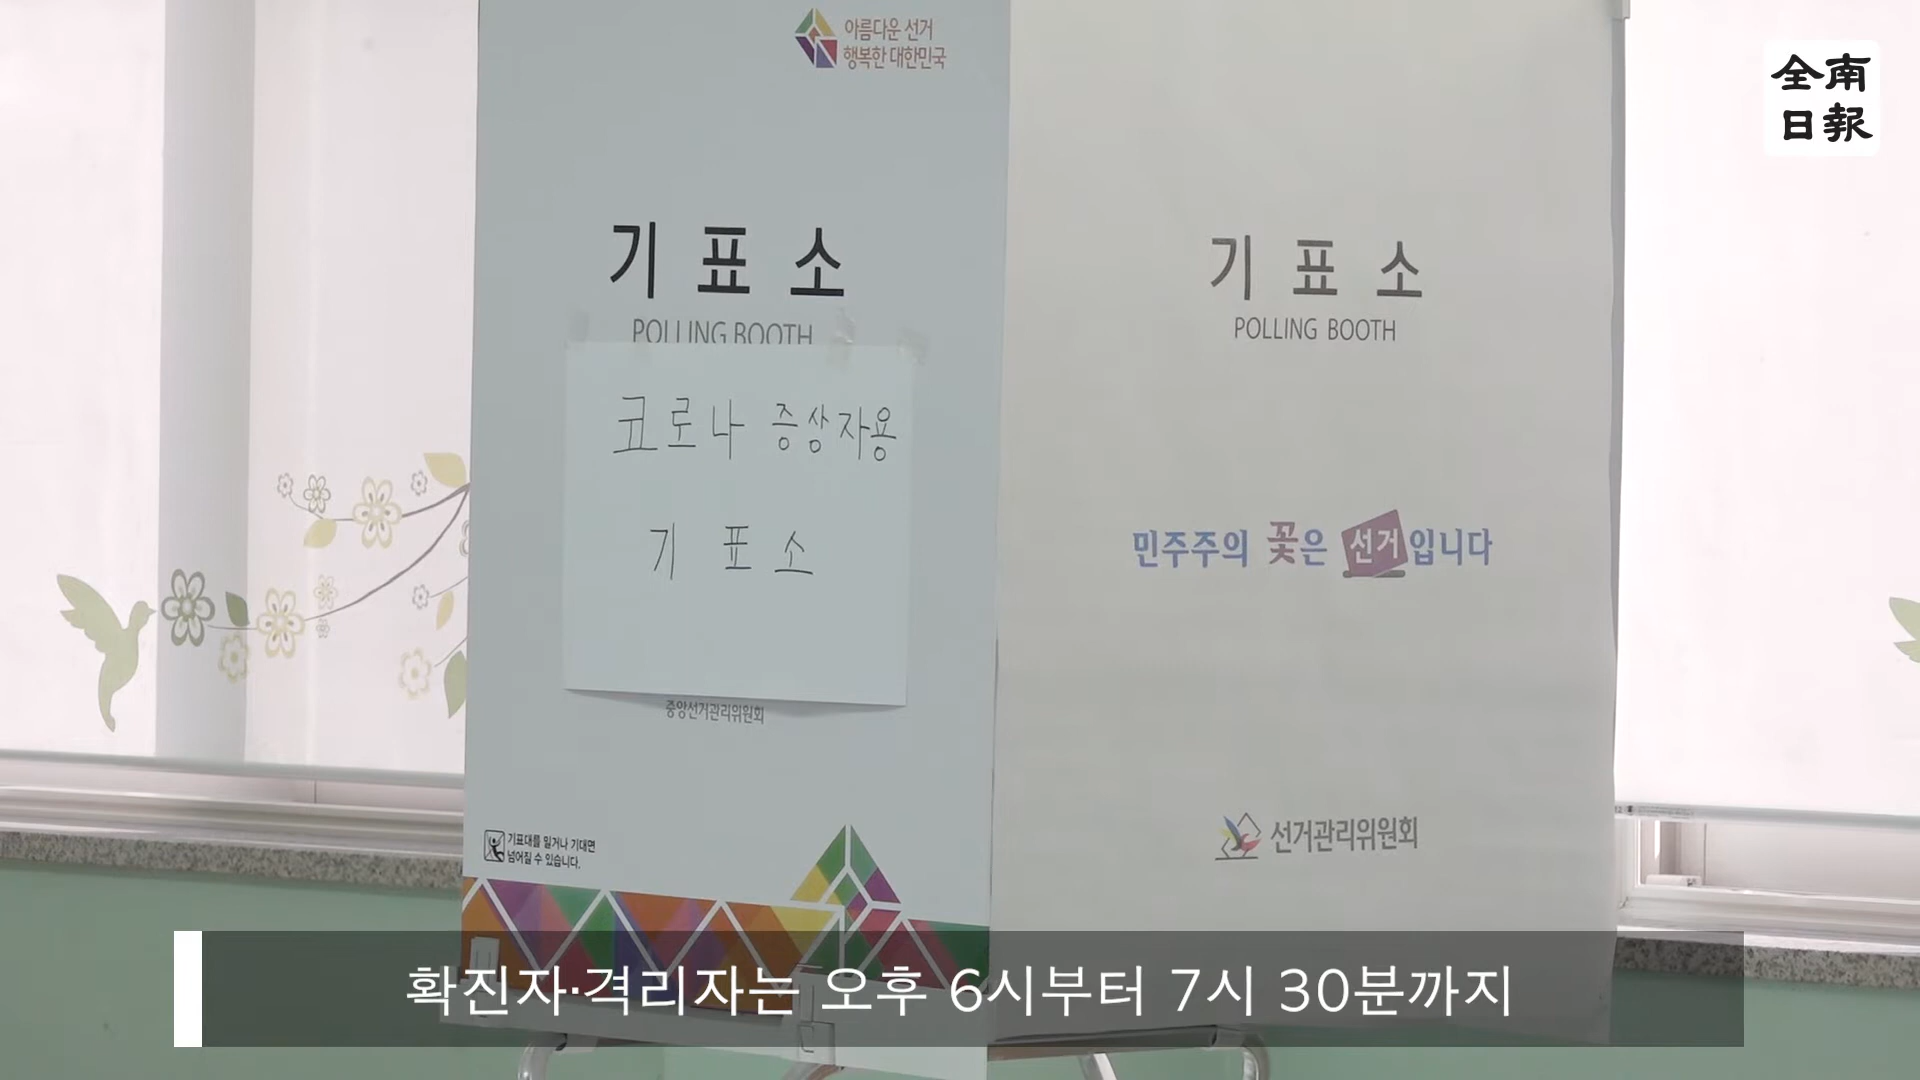 아름다운 선거
행복한 대한민국
全南
日報
기표소
POLLING BOOTH
코로나 증상자용
기표소
중앙선거관리위원회
기표대를 밀거나 기대면
넘어질 수 있습니다.
기표소
POLLING BOOTH
민주주의 꽃은 선거입니다
선거관리위원회
확진자·격리자는 오후 6시부터 7시 30분까지